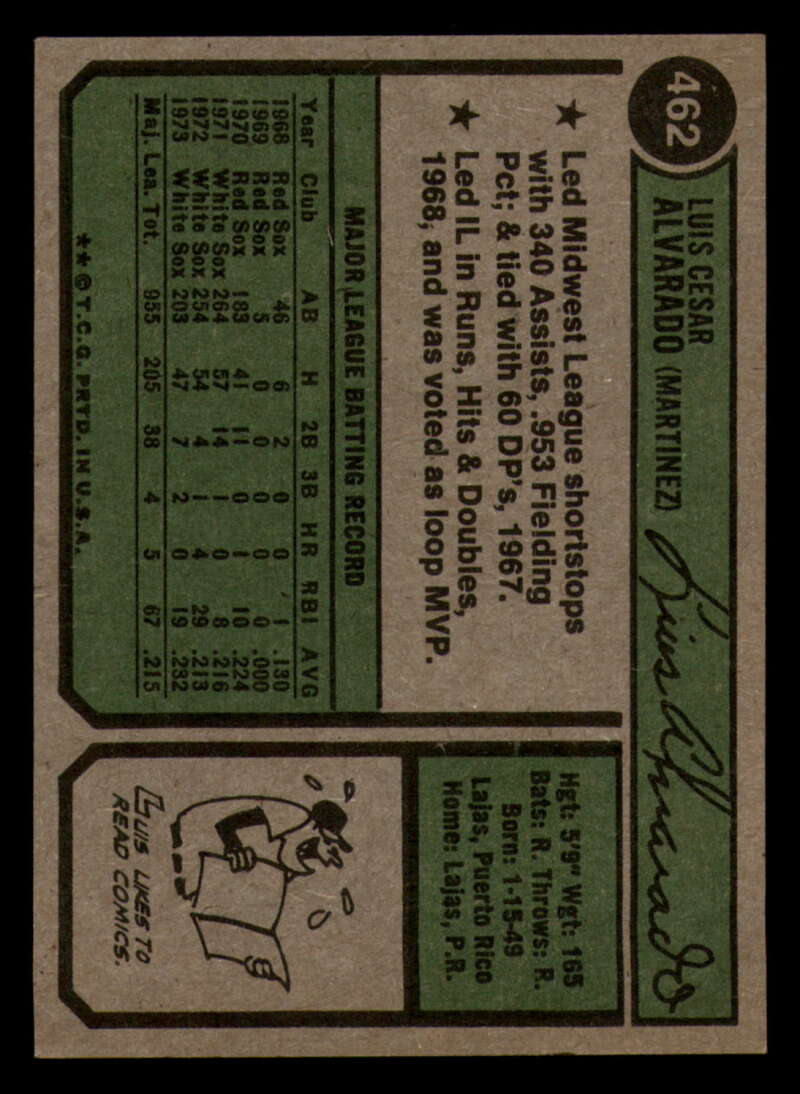 462
LUIS CESAR
ALVARADO (MARTINEZ)
Luis Alvarado
★ Led Midwest League shortstops
with 340 Assists, .953 Fielding
Pct; & tied with 60 DP's, 1967.
★ Led IL in Runs, Hits & Doubles,
1968, and was voted as loop MVP.
MAJOR LEAGUE BATTING RECORD
Year Club AB H 2B 3B HR RBI AVG
1968 Red Sox 46 6 2 0 0 1 .130
1969 Red Sox 5 0 0 0 0 0 .000
1970 Red Sox 183 41 11 0 1 10 .224
1971 White Sox 264 57 14 1 0 8 .216
1972 White Sox 254 54 4 1 4 29 .213
1973 White Sox 203 47 7 2 0 19 .232
Maj. Lea. Tot. 955 205 38 4 5 67 .215
**© T.C.G. PRTD. IN U.S.A.
Hgt: 5'9" Wgt: 165
Bats: R. Throws: R.
Born: 1-15-49
Lajas, Puerto Rico
Home: Lajas, P.R.
LUIS LIKES TO
READ COMICS.